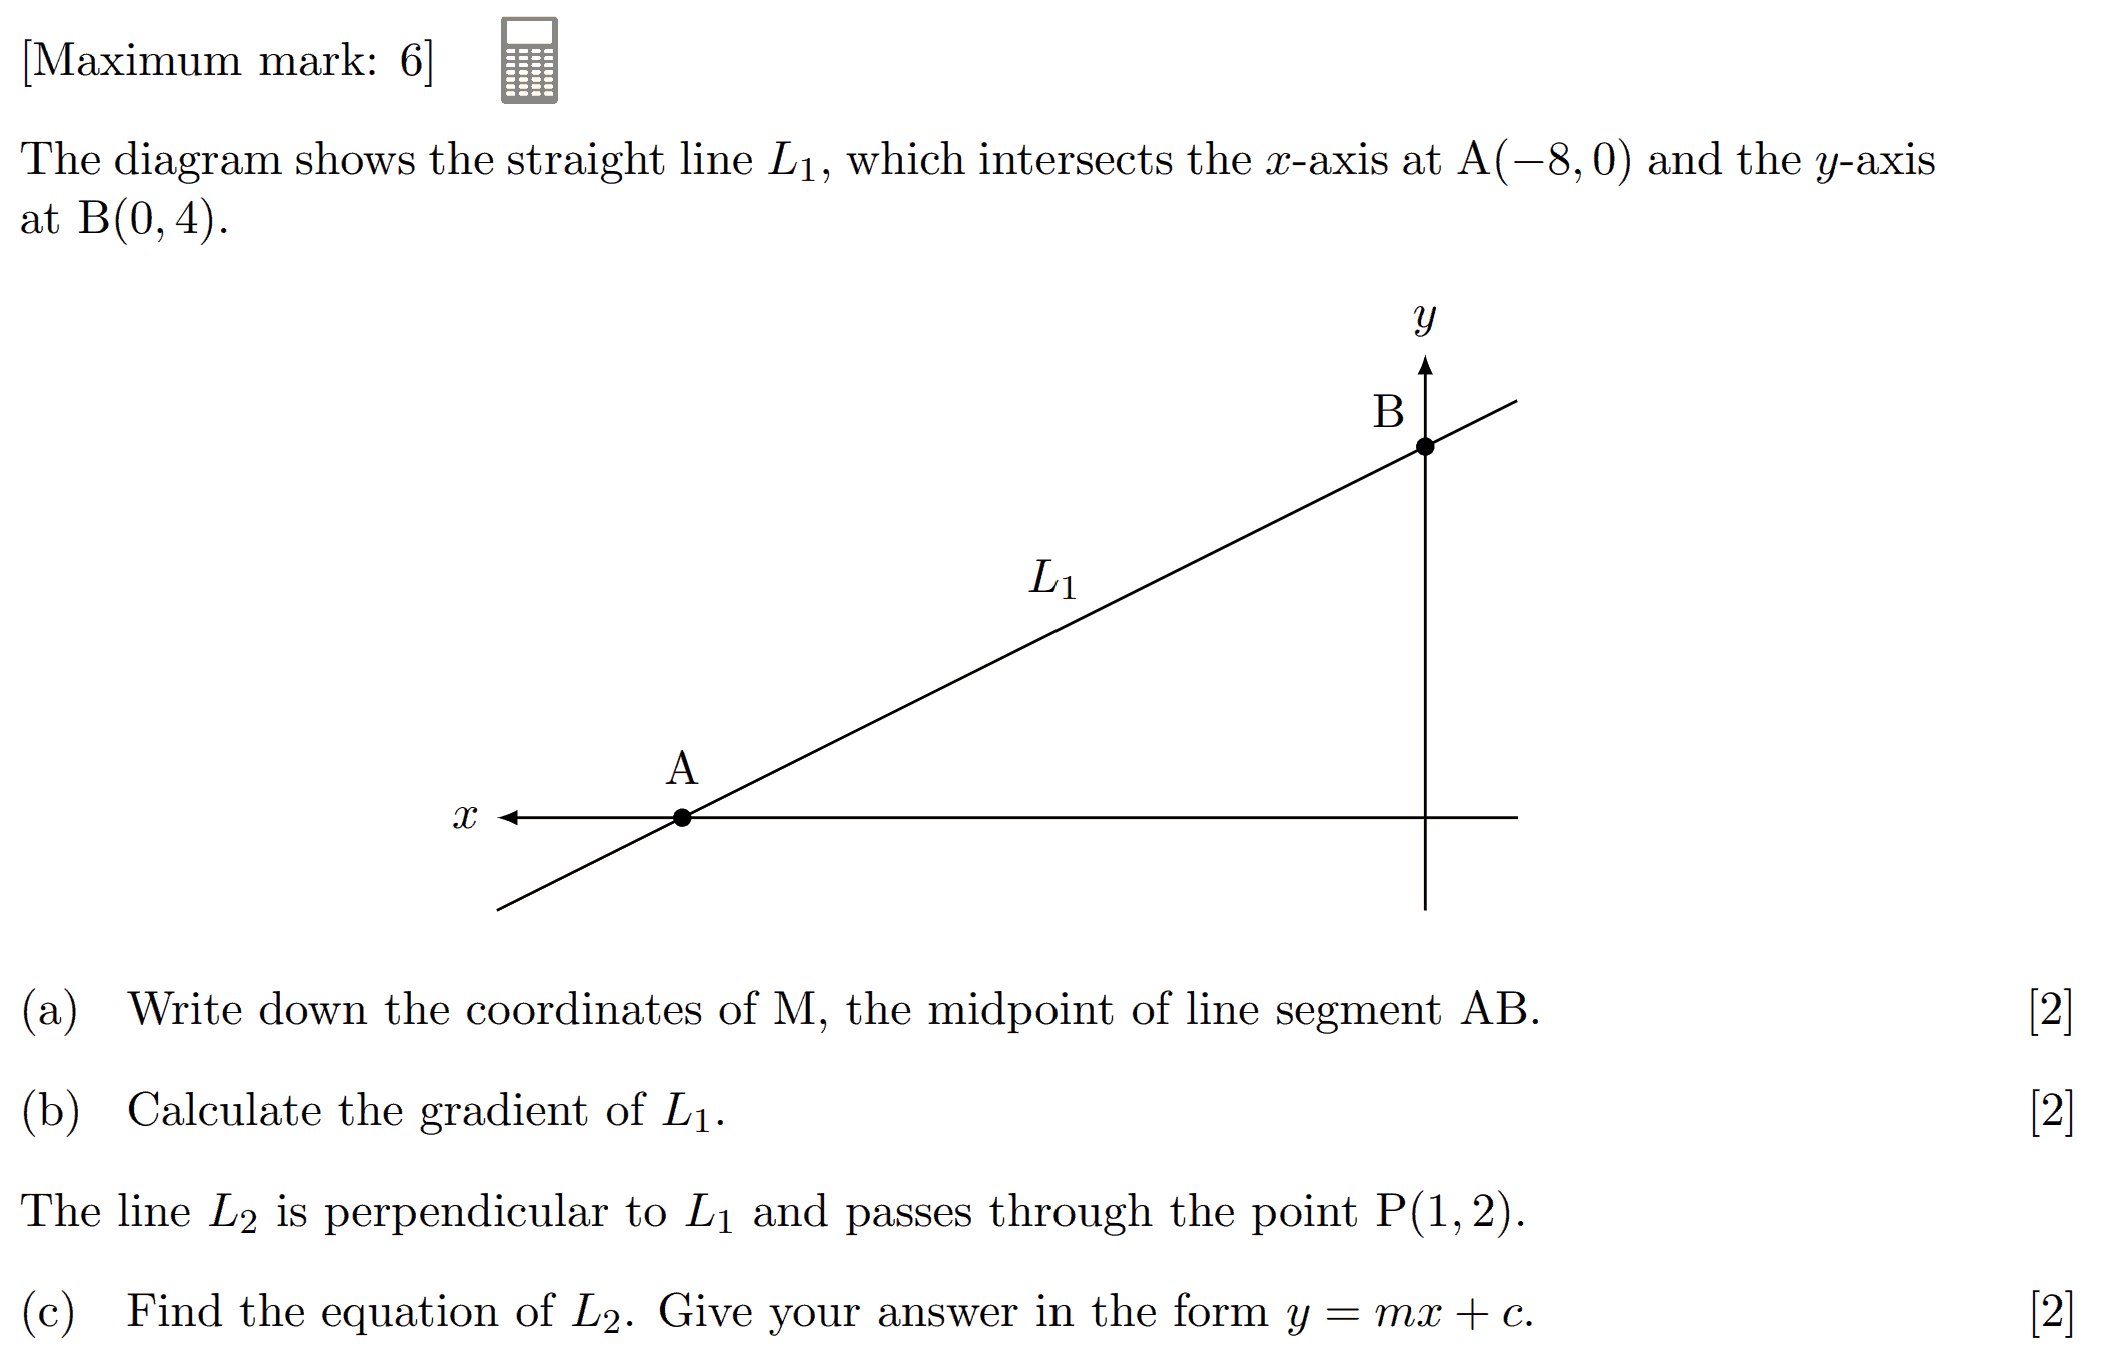 [Maximum mark: 6]
The diagram shows the straight line L₁, which intersects the x-axis at A(−8, 0) and the y-axis
at B(0, 4).
y
B
L₁
A
x
(a) Write down the coordinates of M, the midpoint of line segment AB. [2]
(b) Calculate the gradient of L₁. [2]
The line L₂ is perpendicular to L₁ and passes through the point P(1, 2).
(c) Find the equation of L₂. Give your answer in the form y = mx + c. [2]